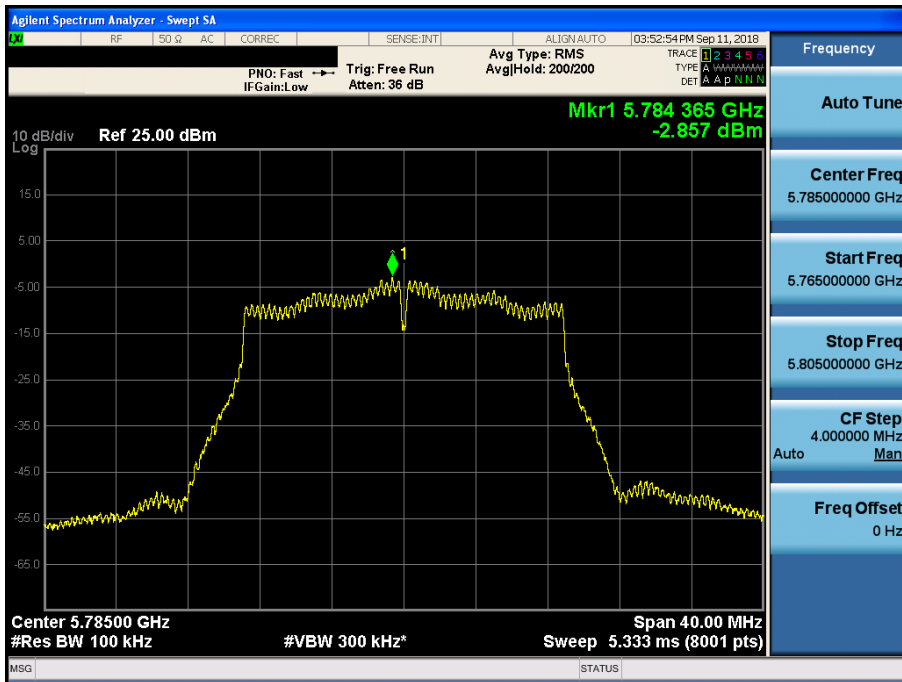 Agilent Spectrum Analyzer - Swept SA
LXI RF 50 Ω AC CORREC SENSE:INT ALIGN AUTO 03:52:54 PM Sep 11, 2018
PNO: Fast
IFGain:Low
Trig: Free Run
Atten: 36 dB
Avg Type: RMS
Avg|Hold: 200/200
TRACE 1 2 3 4 5 6
TYPE A WWWWWW
DET A A p N N N
Mkr1 5.784 365 GHz
-2.857 dBm
10 dB/div Ref 25.00 dBm
Log
15.0
5.00
-5.00
-15.0
-25.0
-35.0
-45.0
-55.0
-65.0
1
Center 5.78500 GHz Span 40.00 MHz
#Res BW 100 kHz #VBW 300 kHz* Sweep 5.333 ms (8001 pts)
MSG STATUS
Frequency
Auto Tune
Center Freq
5.785000000 GHz
Start Freq
5.765000000 GHz
Stop Freq
5.805000000 GHz
CF Step
4.000000 MHz
Auto Man
Freq Offset
0 Hz